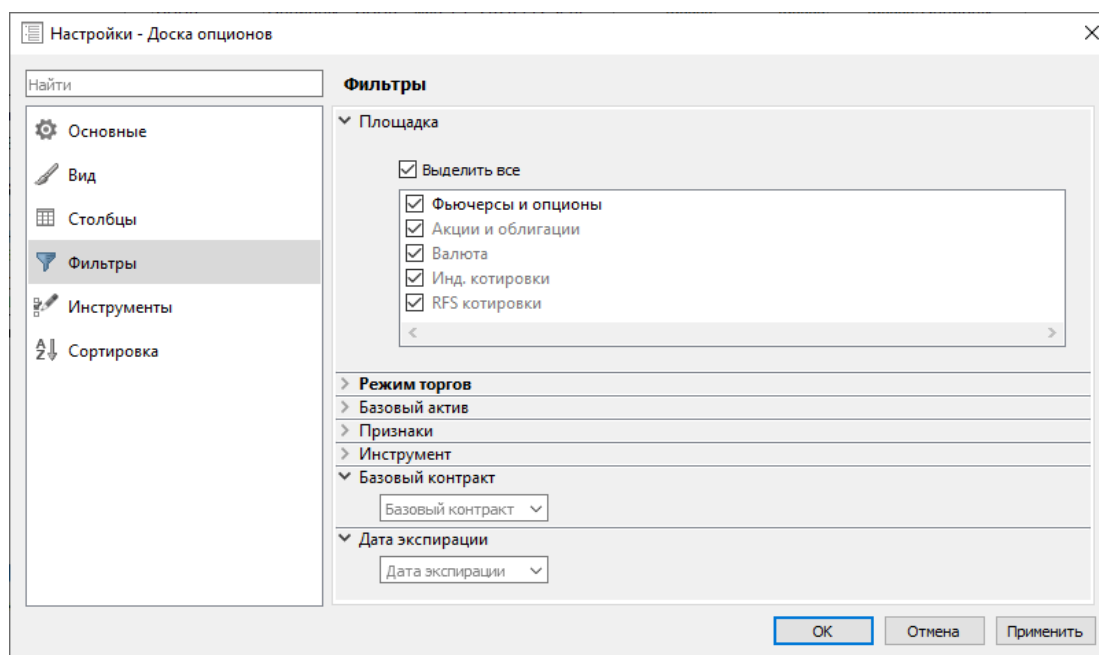 Настройки - Доска опционов
Найти
Основные
Вид
Столбцы
Фильтры
Инструменты
Сортировка
Фильтры
Площадка
Выделить все
Фьючерсы и опционы
Акции и облигации
Валюта
Инд. котировки
RFS котировки
Режим торгов
Базовый актив
Признаки
Инструмент
Базовый контракт
Базовый контракт
Дата экспирации
Дата экспирации
ОК
Отмена
Применить